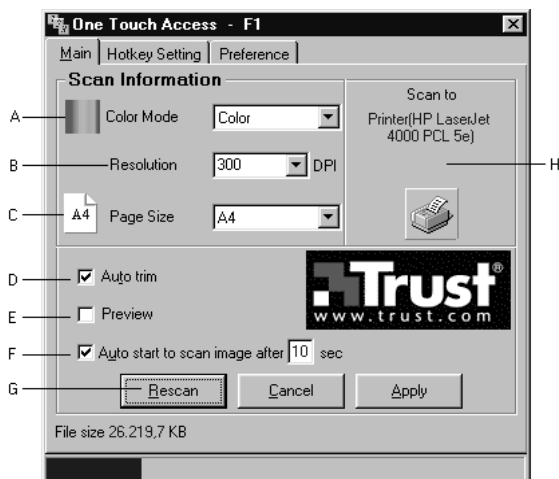 One Touch Access - F1
Main Hotkey Setting Preference
Scan Information
A
Color Mode
Color
B
Resolution
300
DPI
C
A4
Page Size
A4
Scan to
Printer(HP LaserJet
4000 PCL 5e)
H
D
Auto trim
E
Preview
F
Auto start to scan image after 10 sec
Trust®
www.trust.com
G
Rescan Cancel Apply
File size 26.219,7 KB